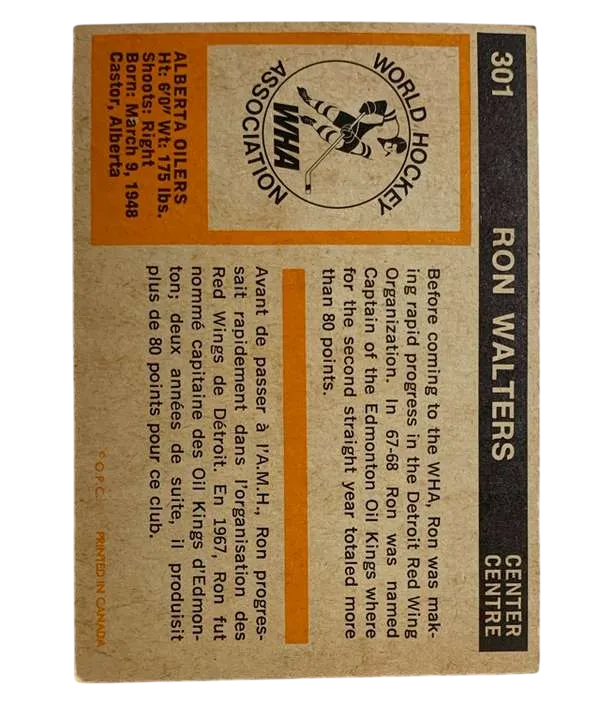 301 RON WALTERS CENTER
CENTRE
WORLD HOCKEY
ASSOCIATION
WHA
ALBERTA OILERS
Ht: 6'0" Wt: 175 lbs.
Shoots: Right
Born: March 9, 1948
Castor, Alberta
Before coming to the WHA, Ron was mak-
ing rapid progress in the Detroit Red Wing
Organization. In 67-68 Ron was named
Captain of the Edmonton Oil Kings where
for the second straight year totaled more
than 80 points.
Avant de passer à l'A.M.H., Ron progres-
sait rapidement dans l'organisation des
Red Wings de Détroit. En 1967, Ron fut
nommé capitaine des Oil Kings d'Edmon-
ton; deux années de suite, il produisit
plus de 80 points pour ce club.
© O.P.C. PRINTED IN CANADA